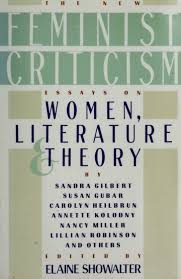 THE NEW
FEMINIST
CRITICISM
ESSAYS ON
WOMEN,
LITERATURE
& THEORY
BY
SANDRA GILBERT
SUSAN GUBAR
CAROLYN HEILBRUN
ANNETTE KOLODNY
NANCY MILLER
LILLIAN ROBINSON
AND OTHERS
EDITED BY
ELAINE SHOWALTER